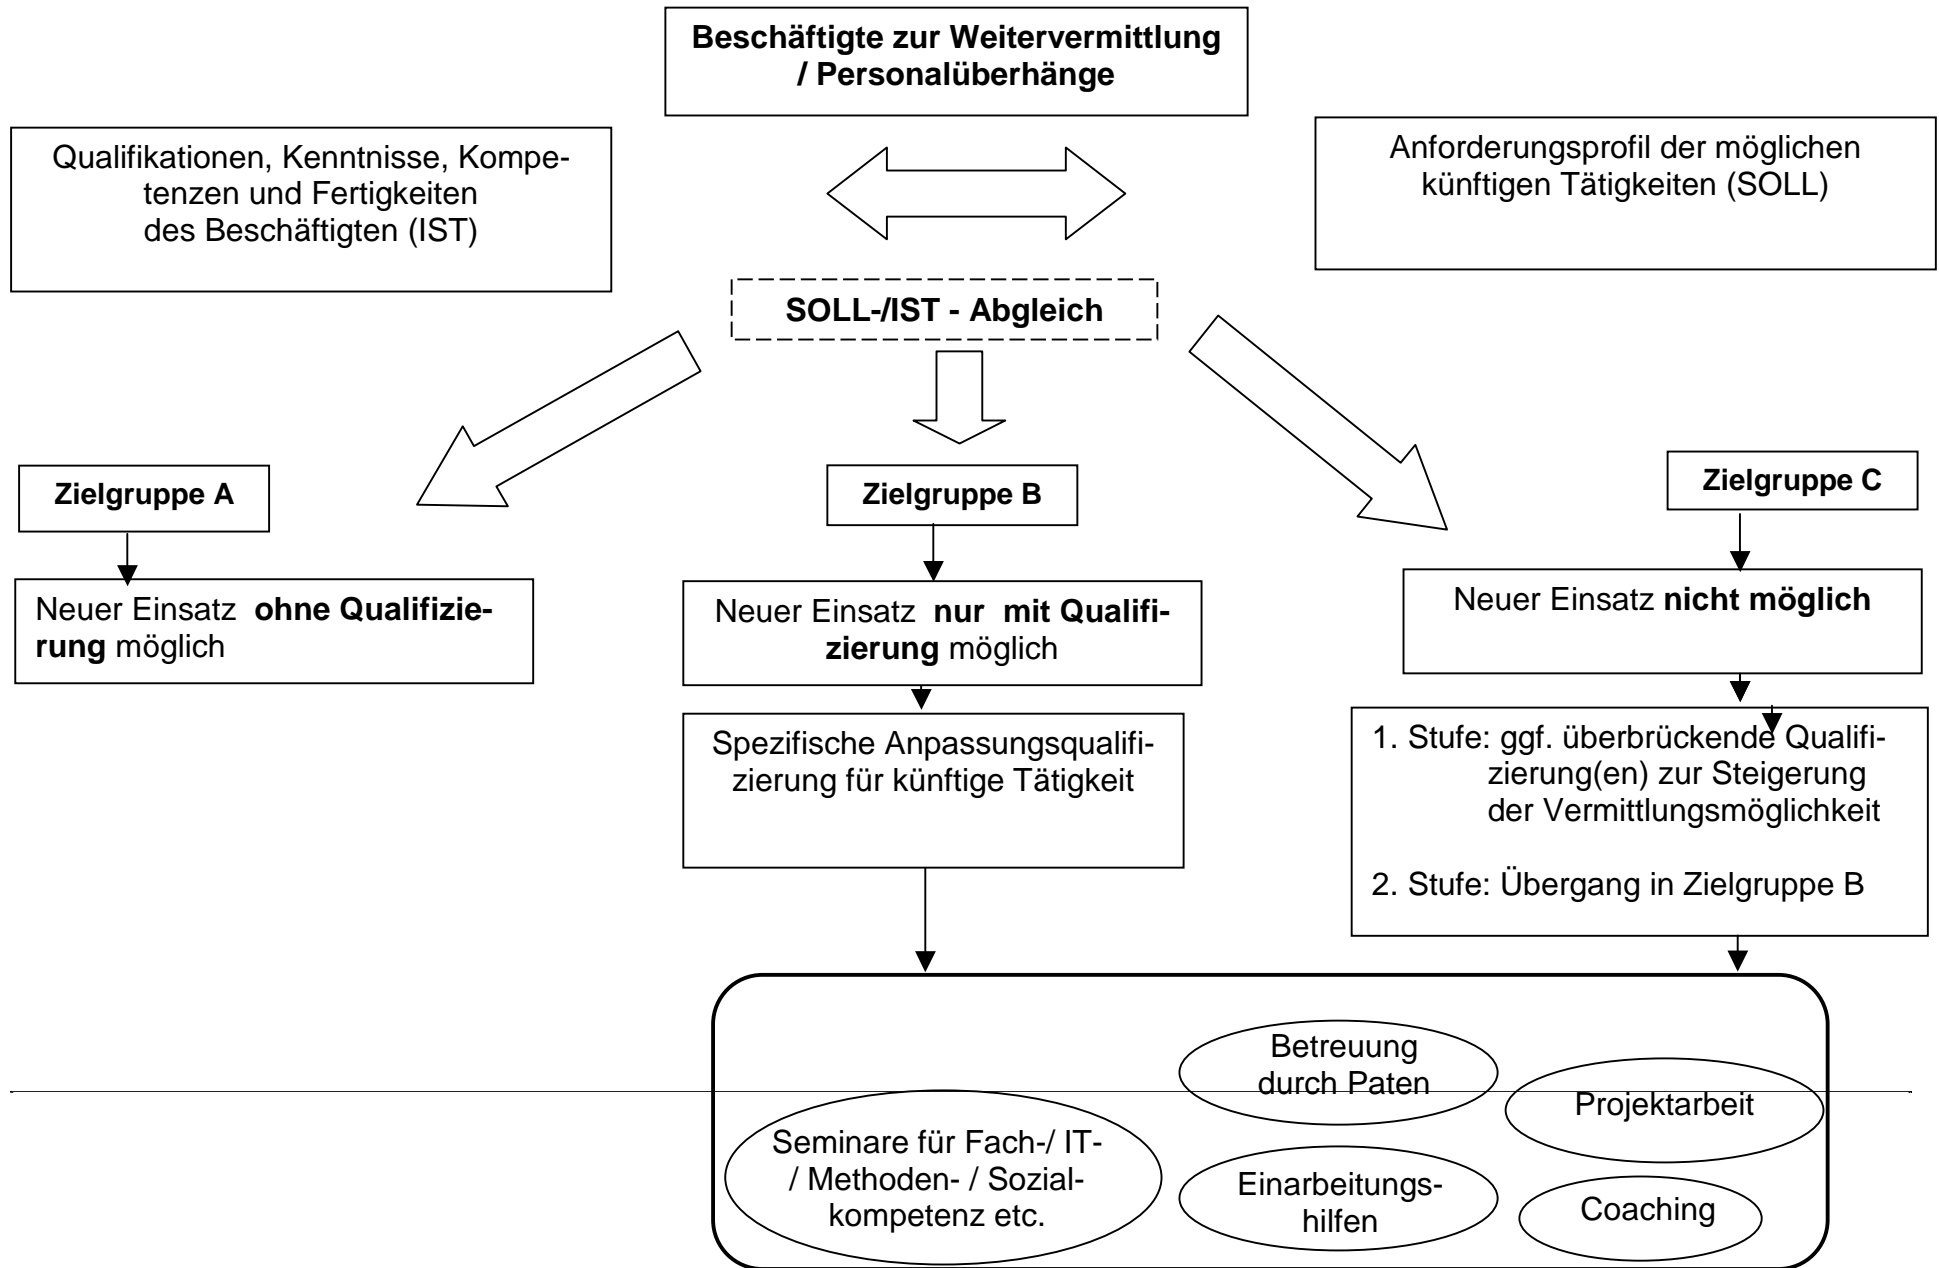 Beschäftigte zur Weitervermittlung
/ Personalüberhänge
Qualifikationen, Kenntnisse, Kompe-
tenzen und Fertigkeiten
des Beschäftigten (IST)
Anforderungsprofil der möglichen
künftigen Tätigkeiten (SOLL)
SOLL-/IST - Abgleich
Zielgruppe A
Neuer Einsatz ohne Qualifizie-
rung möglich
Zielgruppe B
Neuer Einsatz nur mit Qualifi-
zierung möglich
Spezifische Anpassungsqualifi-
zierung für künftige Tätigkeit
Zielgruppe C
Neuer Einsatz nicht möglich
1. Stufe: ggf. überbrückende Qualifi-
zierung(en) zur Steigerung
der Vermittlungsmöglichkeit
2. Stufe: Übergang in Zielgruppe B
Seminare für Fach-/ IT-
/ Methoden- / Sozial-
kompetenz etc.
Betreuung
durch Paten
Einarbeitungs-
hilfen
Projektarbeit
Coaching